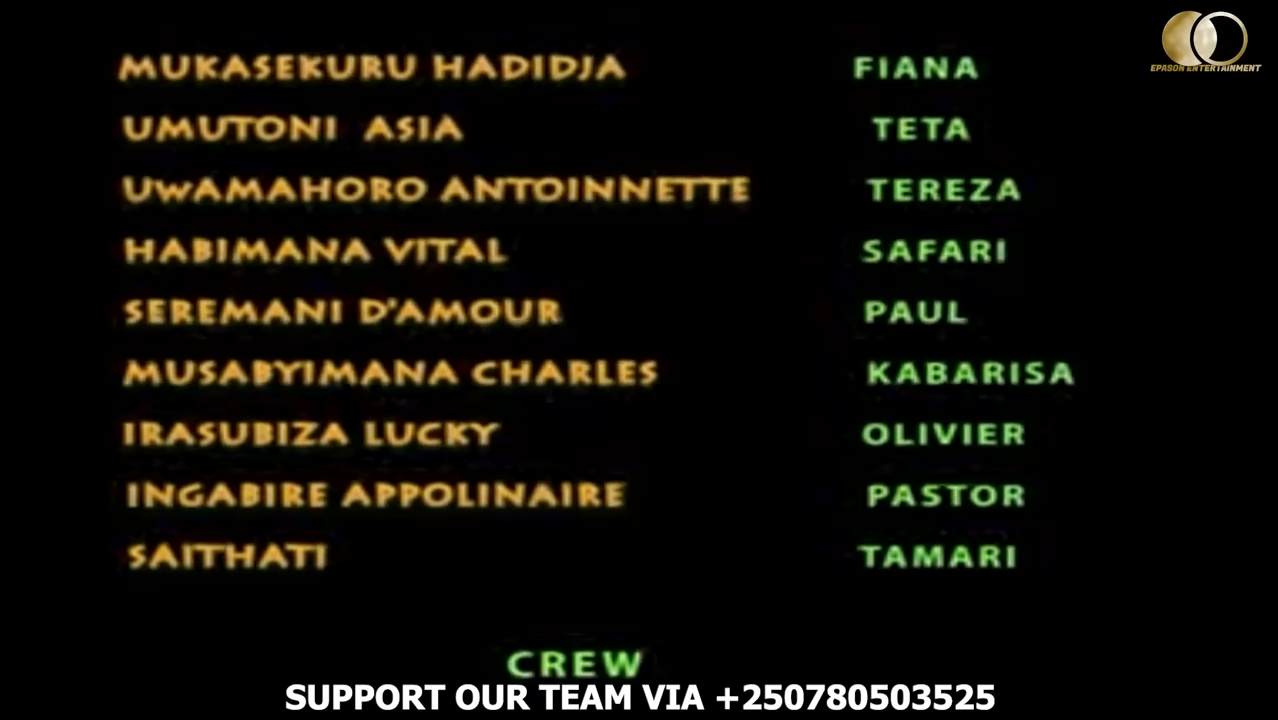 MUKASEKURU HADIDJA FIANA
UMUTONI ASIA TETA
UWAMAHORO ANTOINNETTE TEREZA
HABIMANA VITAL SAFARI
SEREMANI D'AMOUR PAUL
MUSABYIMANA CHARLES KABARISA
IRASUBIZA LUCKY OLIVIER
INGABIRE APPOLINAIRE PASTOR
SAITHATI TAMARI
CREW
SUPPORT OUR TEAM VIA +250780503525
EPASON ENTERTAINMENT